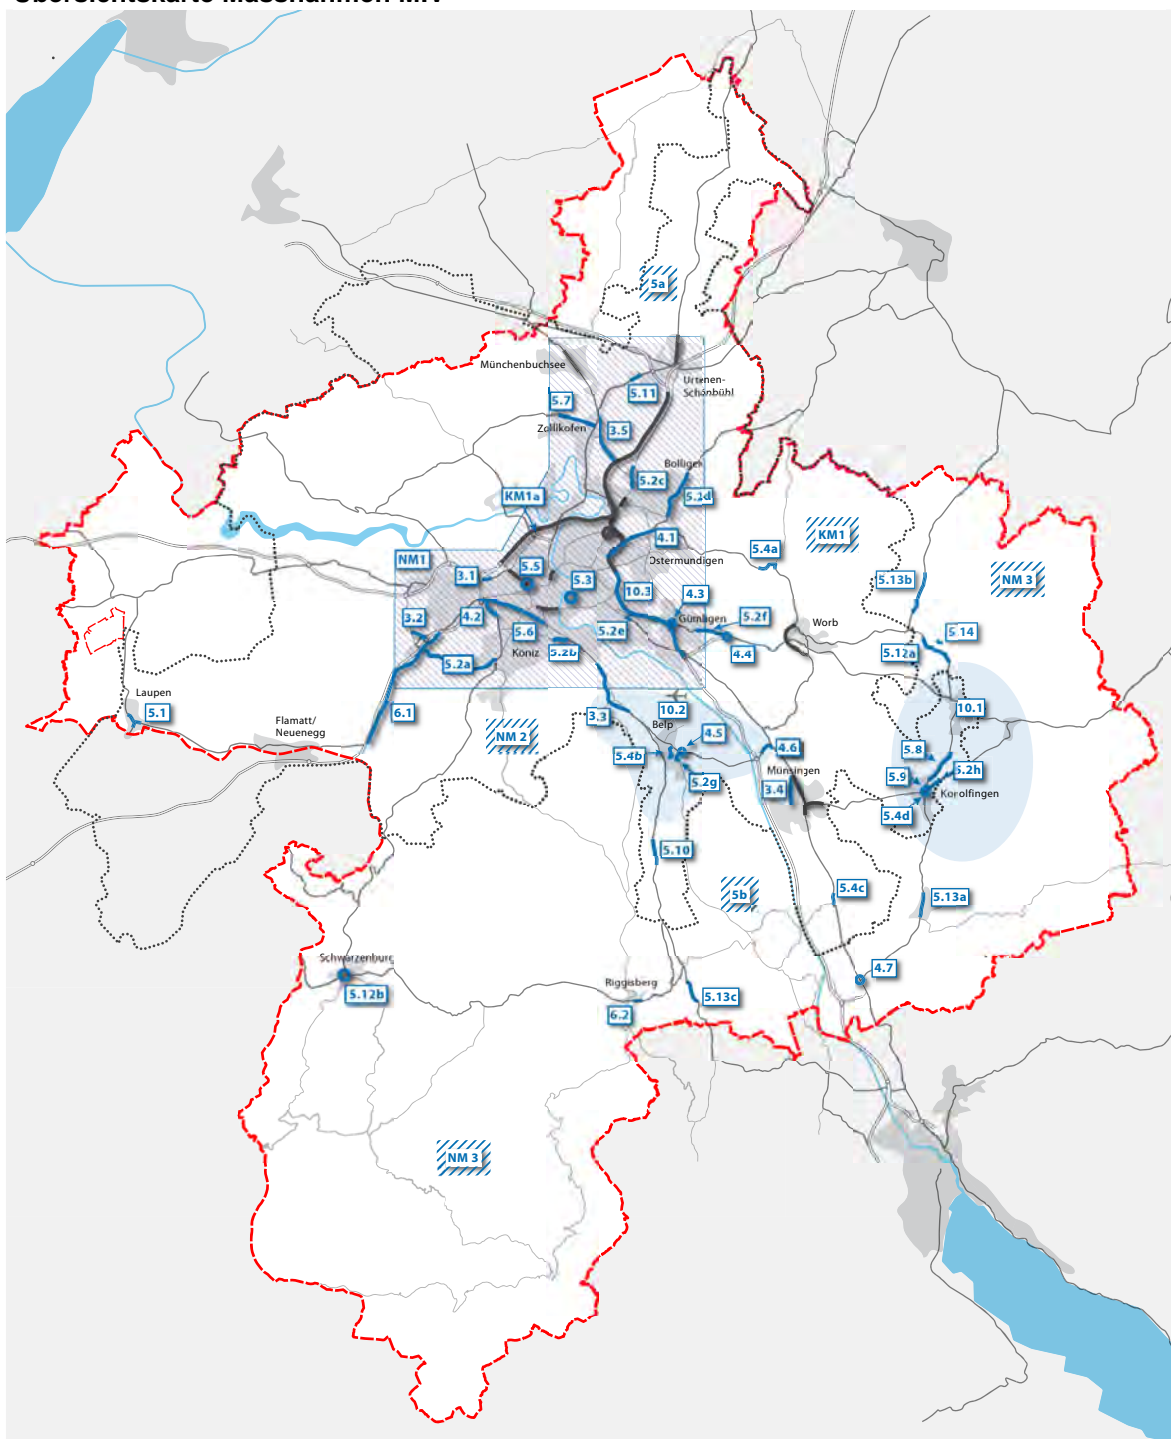 Übersichtskarte Massnahmen MIV
5a
Münchenbuchsee
Urtenen-
Schönbühl
5.11
5.7
Zollikofen
3.5
Bolligen
5.2c
5.2d
KM1a
KM1
4.1
NM1
5.4a
Ostermundigen
3.1
5.5
5.3
5.13b
NM 3
10.3
4.3
3.2
4.2
Gümligen
5.2f
Worb
5.6
5.2e
5.14
5.2a
Köniz
5.2b
4.4
5.12a
Laupen
5.1
6.1
Flamatt/
Neuenegg
NM 2
3.3
10.2
Belp
4.5
10.1
5.4b
4.6
5.8
Münsingen
5.9
5.2h
5.2g
3.4
Konolfingen
5.4d
5.10
5b
5.4c
5.13a
Schwarzenburg
4.7
5.12b
Riggisberg
5.13c
6.2
NM 3